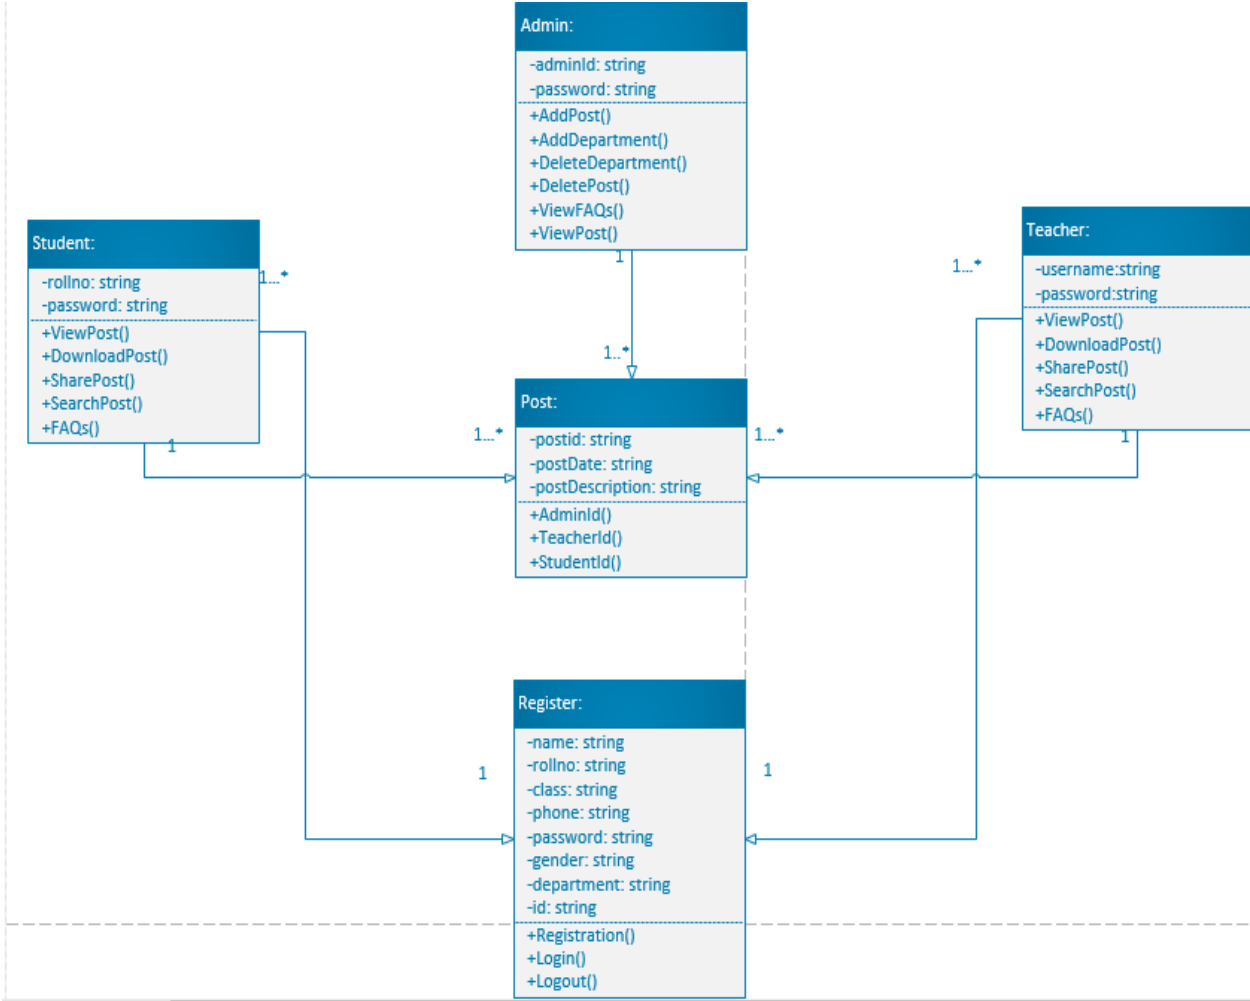 Admin:
-adminId: string
-password: string
+AddPost()
+AddDepartment()
+DeleteDepartment()
+DeletePost()
+ViewFAQs()
+ViewPost()
1
1..*
Student:
-rollno: string
-password: string
+ViewPost()
+DownloadPost()
+SharePost()
+SearchPost()
+FAQs()
1...*
1
Teacher:
-username:string
-password:string
+ViewPost()
+DownloadPost()
+SharePost()
+SearchPost()
+FAQs()
1...*
1
Post:
-postid: string
-postDate: string
-postDescription: string
+AdminId()
+TeacherId()
+StudentId()
1...*
1...*
Register:
-name: string
-rollno: string
-class: string
-phone: string
-password: string
-gender: string
-department: string
-id: string
+Registration()
+Login()
+Logout()
1
1